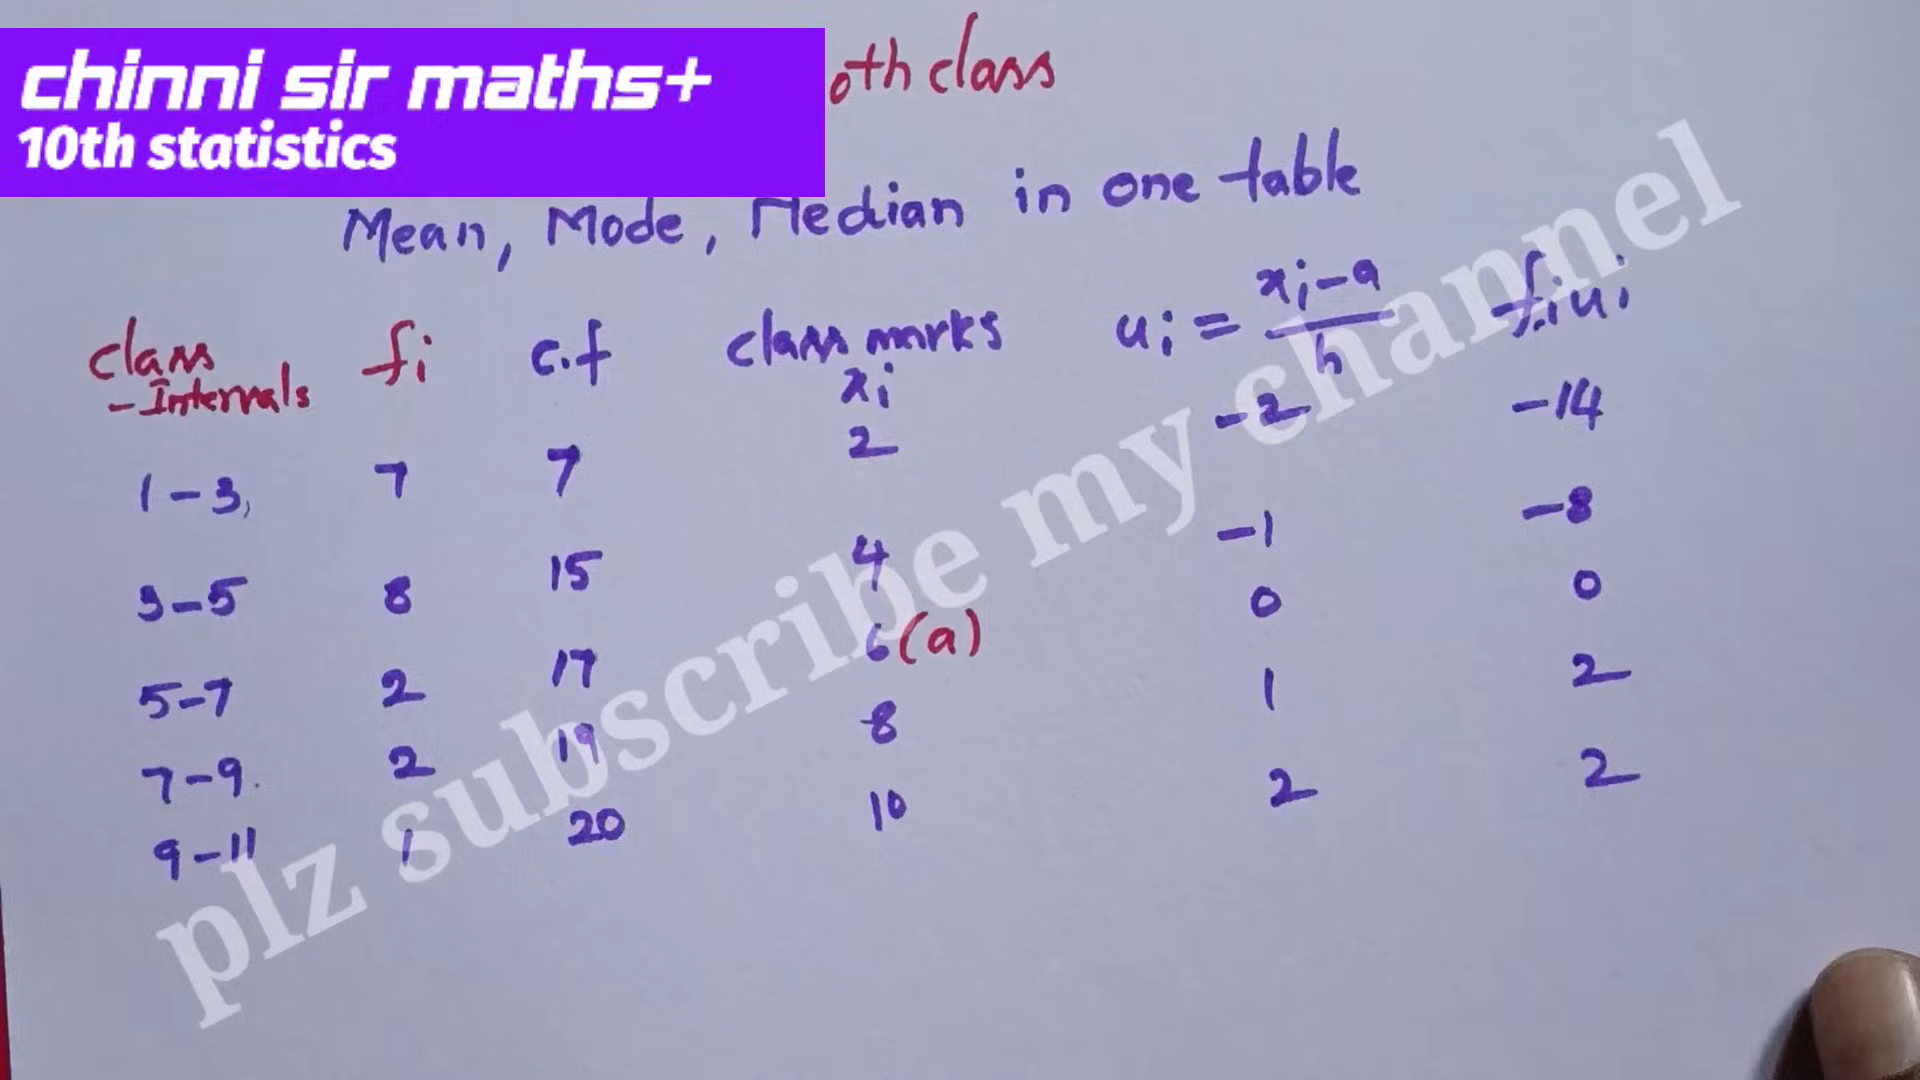 chinni sir maths+
10th statistics
oth class
Mean, Mode, Median in one table
class - Intervals fi c.f class marks xi ui = xi-a / h fiui
1-3, 7 7 2 -2 -14
3-5 8 15 4 -1 -8
5-7 2 17 6(a) 0 0
7-9. 2 19 8 1 2
9-11 1 20 10 2 2
plz subscribe my channel